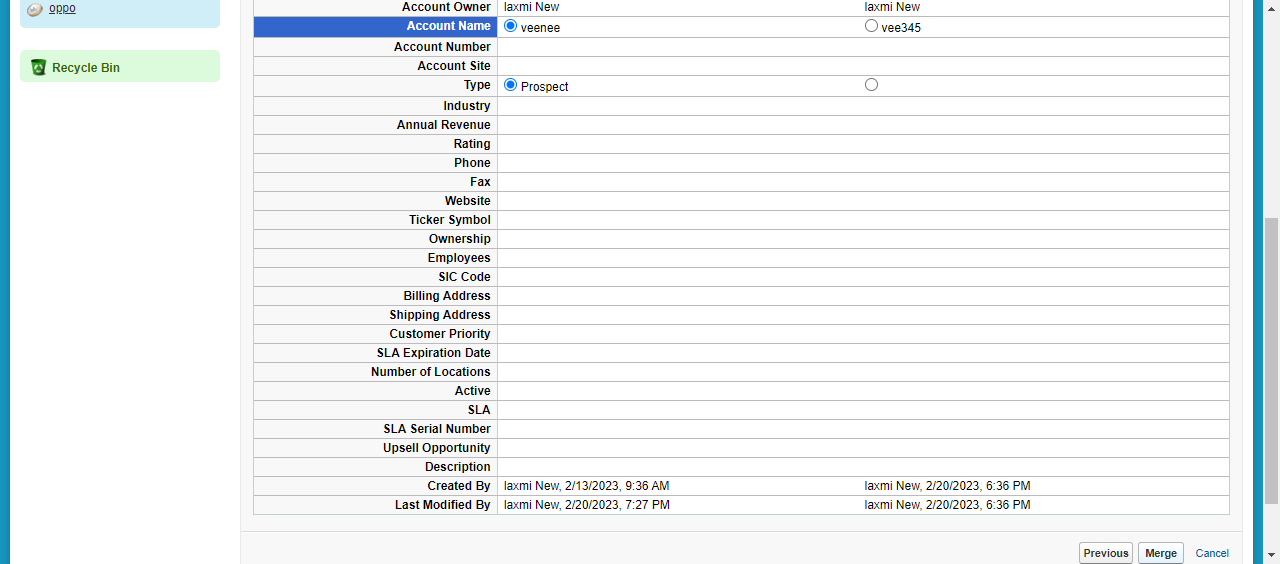 oppo
Recycle Bin
Account Owner laxmi New laxmi New
Account Name veenee vee345
Account Number
Account Site
Type Prospect
Industry
Annual Revenue
Rating
Phone
Fax
Website
Ticker Symbol
Ownership
Employees
SIC Code
Billing Address
Shipping Address
Customer Priority
SLA Expiration Date
Number of Locations
Active
SLA
SLA Serial Number
Upsell Opportunity
Description
Created By laxmi New, 2/13/2023, 9:36 AM laxmi New, 2/20/2023, 6:36 PM
Last Modified By laxmi New, 2/20/2023, 7:27 PM laxmi New, 2/20/2023, 6:36 PM
Previous Merge Cancel